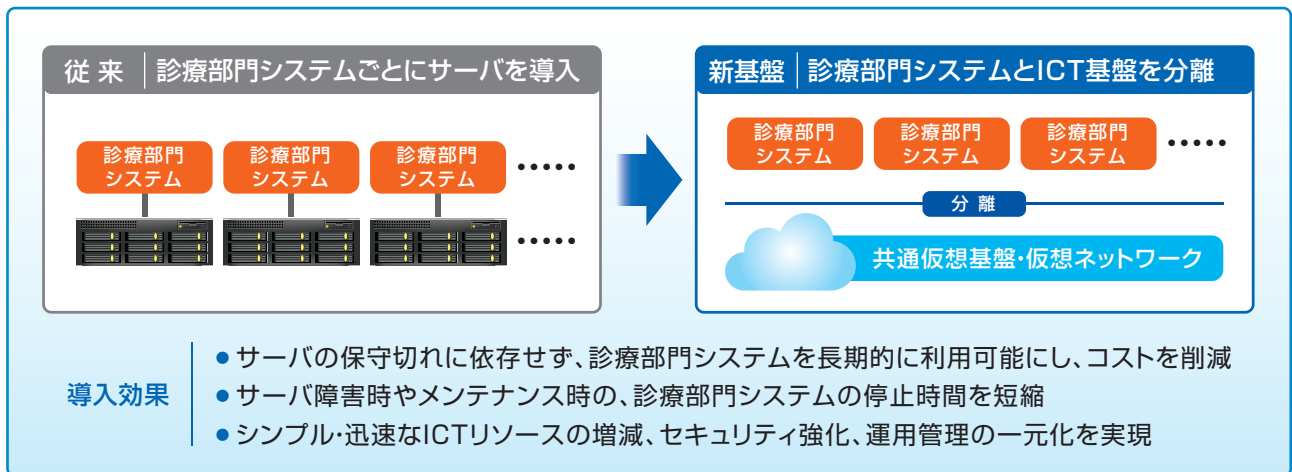 従来 診療部門システムごとにサーバを導入
診療部門
システム
診療部門
システム
診療部門
システム
•••••
•••••
新基盤 診療部門システムとICT基盤を分離
診療部門
システム
診療部門
システム
診療部門
システム
•••••
分離
共通仮想基盤・仮想ネットワーク
導入効果
●サーバの保守切れに依存せず、診療部門システムを長期的に利用可能にし、コストを削減
●サーバ障害時やメンテナンス時の、診療部門システムの停止時間を短縮
●シンプル・迅速なICTリソースの増減、セキュリティ強化、運用管理の一元化を実現